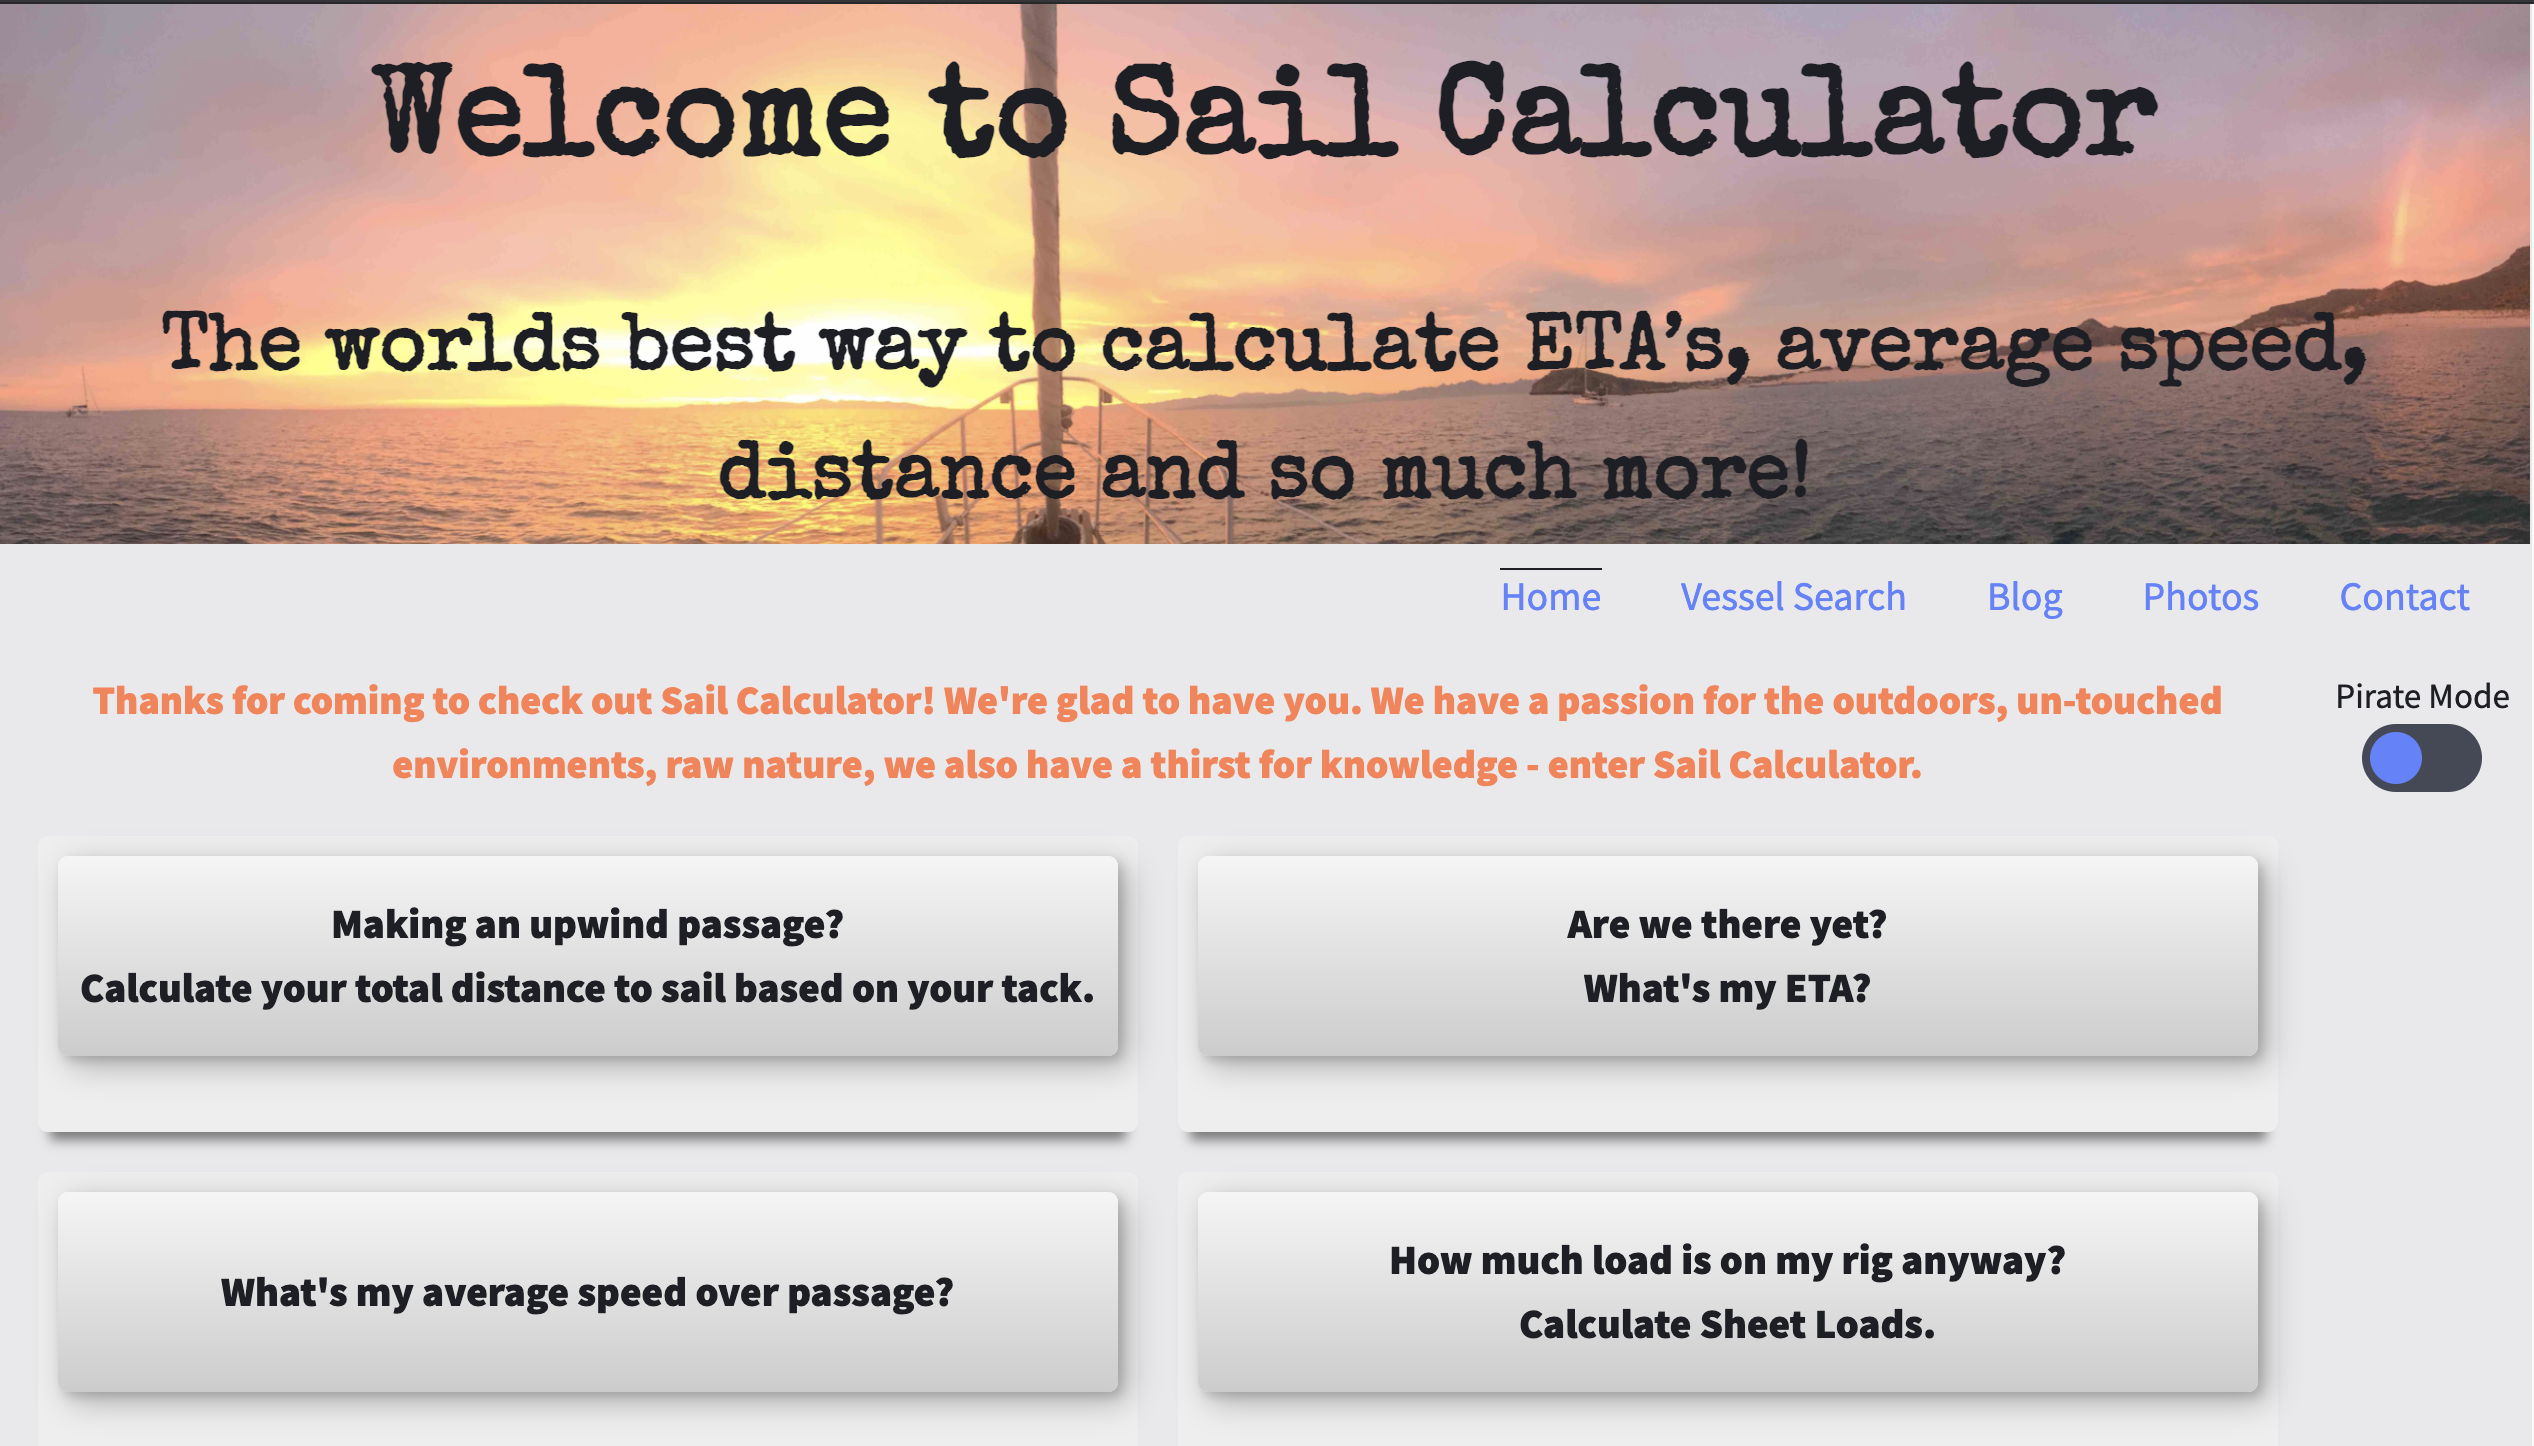 Welcome to Sail Calculator
The worlds best way to calculate ETA’s, average speed,
distance and so much more!
Home Vessel Search Blog Photos Contact
Thanks for coming to check out Sail Calculator! We're glad to have you. We have a passion for the outdoors, un-touched
environments, raw nature, we also have a thirst for knowledge - enter Sail Calculator.
Pirate Mode
Making an upwind passage?
Calculate your total distance to sail based on your tack.
Are we there yet?
What's my ETA?
What's my average speed over passage?
How much load is on my rig anyway?
Calculate Sheet Loads.